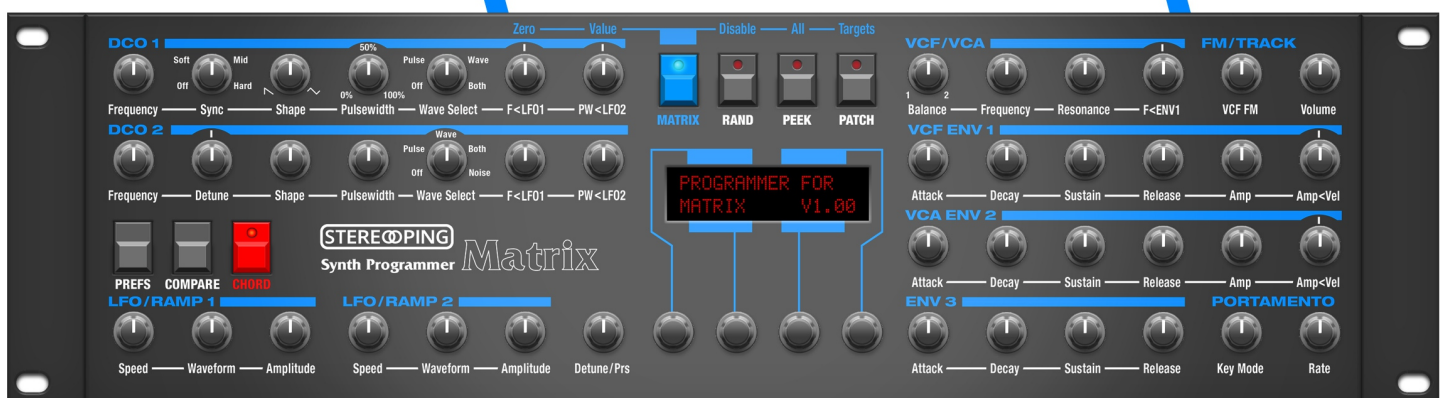 Zero Value Disable All Targets
DCO 1
50%
Soft Mid Off Hard
0% 100%
Pulse Wave Off Both
Frequency Sync Shape Pulsewidth Wave Select F<LFO1 PW<LFO2
MATRIX RAND PEEK PATCH
VCF/VCA FM/TRACK
1 2
Balance Frequency Resonance F<ENV1 VCF FM Volume
DCO 2
Wave
Pulse Both Off Noise
Frequency Detune Shape Pulsewidth Wave Select F<LFO1 PW<LFO2
PROGRAMMER FOR
MATRIX V1.00
VCF ENV 1
Attack Decay Sustain Release Amp Amp<Vel
VCA ENV 2
Attack Decay Sustain Release Amp Amp<Vel
STEREOPING
Synth Programmer Matrix
PREFS COMPARE CHORD
LFO/RAMP 1 LFO/RAMP 2
Speed Waveform Amplitude Speed Waveform Amplitude Detune/Prs
ENV 3 PORTAMENTO
Attack Decay Sustain Release Key Mode Rate